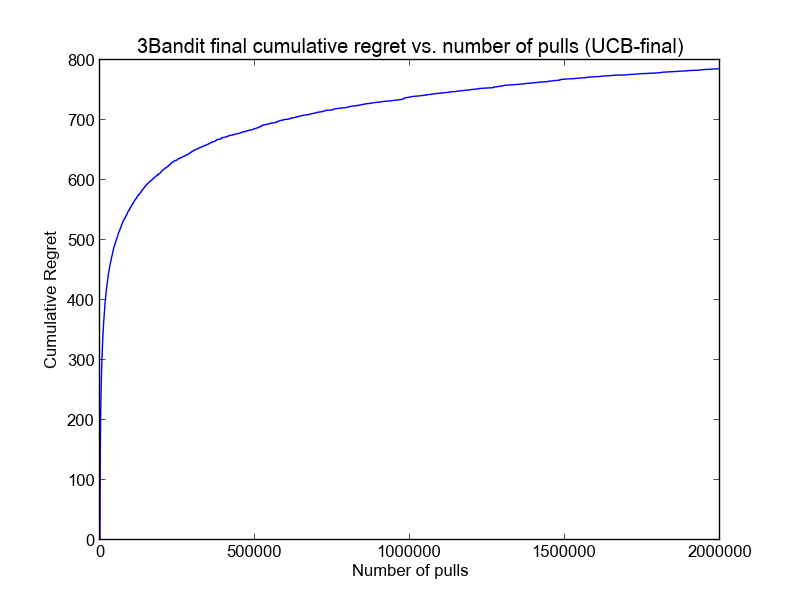 3Bandit final cumulative regret vs. number of pulls (UCB-final)
800
700
600
500
400
300
200
100
0
Cumulative Regret
0 500000 1000000 1500000 2000000
Number of pulls